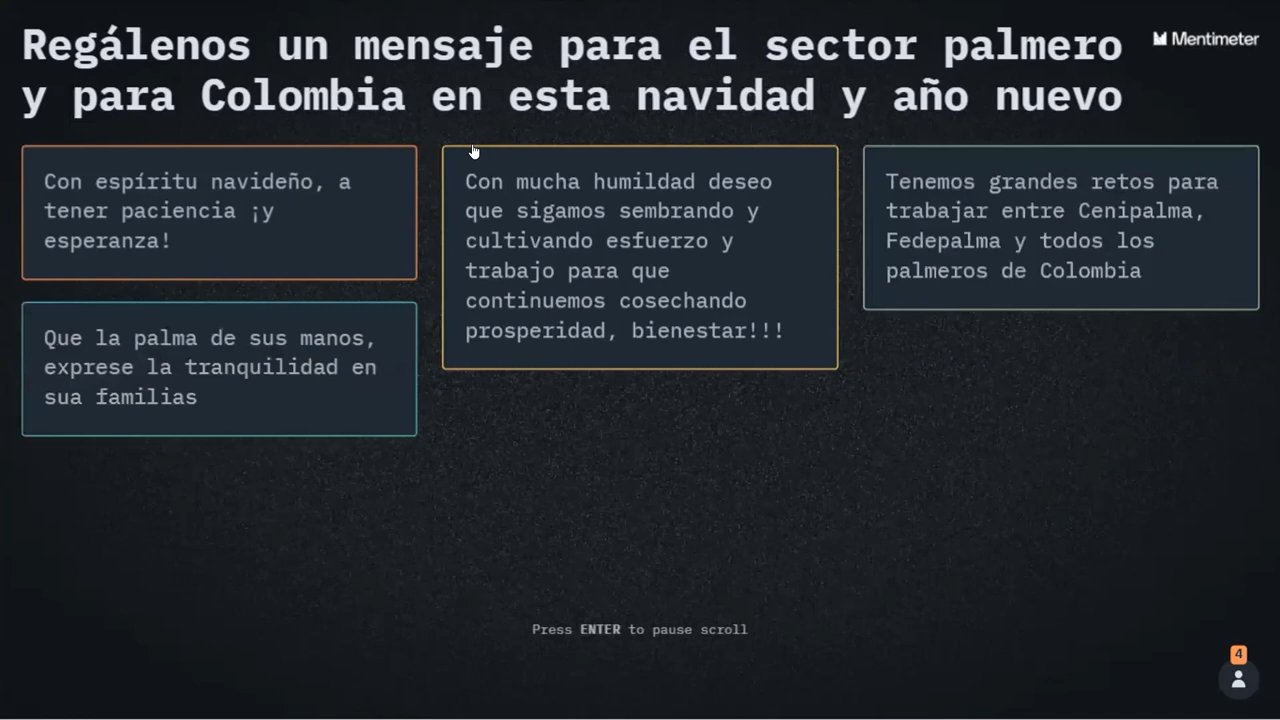 Regálenos un mensaje para el sector palmero
y para Colombia en esta navidad y año nuevo
Mentimeter
Con espíritu navideño, a
tener paciencia ¡y
esperanza!
Que la palma de sus manos,
exprese la tranquilidad en
sua familias
Con mucha humildad deseo
que sigamos sembrando y
cultivando esfuerzo y
trabajo para que
continuemos cosechando
prosperidad, bienestar!!!
Tenemos grandes retos para
trabajar entre Cenipalma,
Fedepalma y todos los
palmeros de Colombia
Press ENTER to pause scroll
4